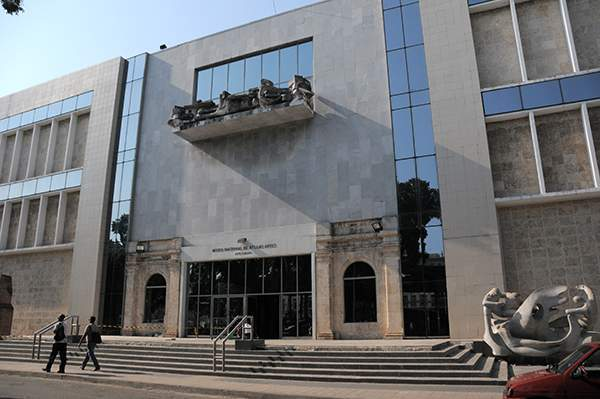 MUSEO NACIONAL DE BELLAS ARTES